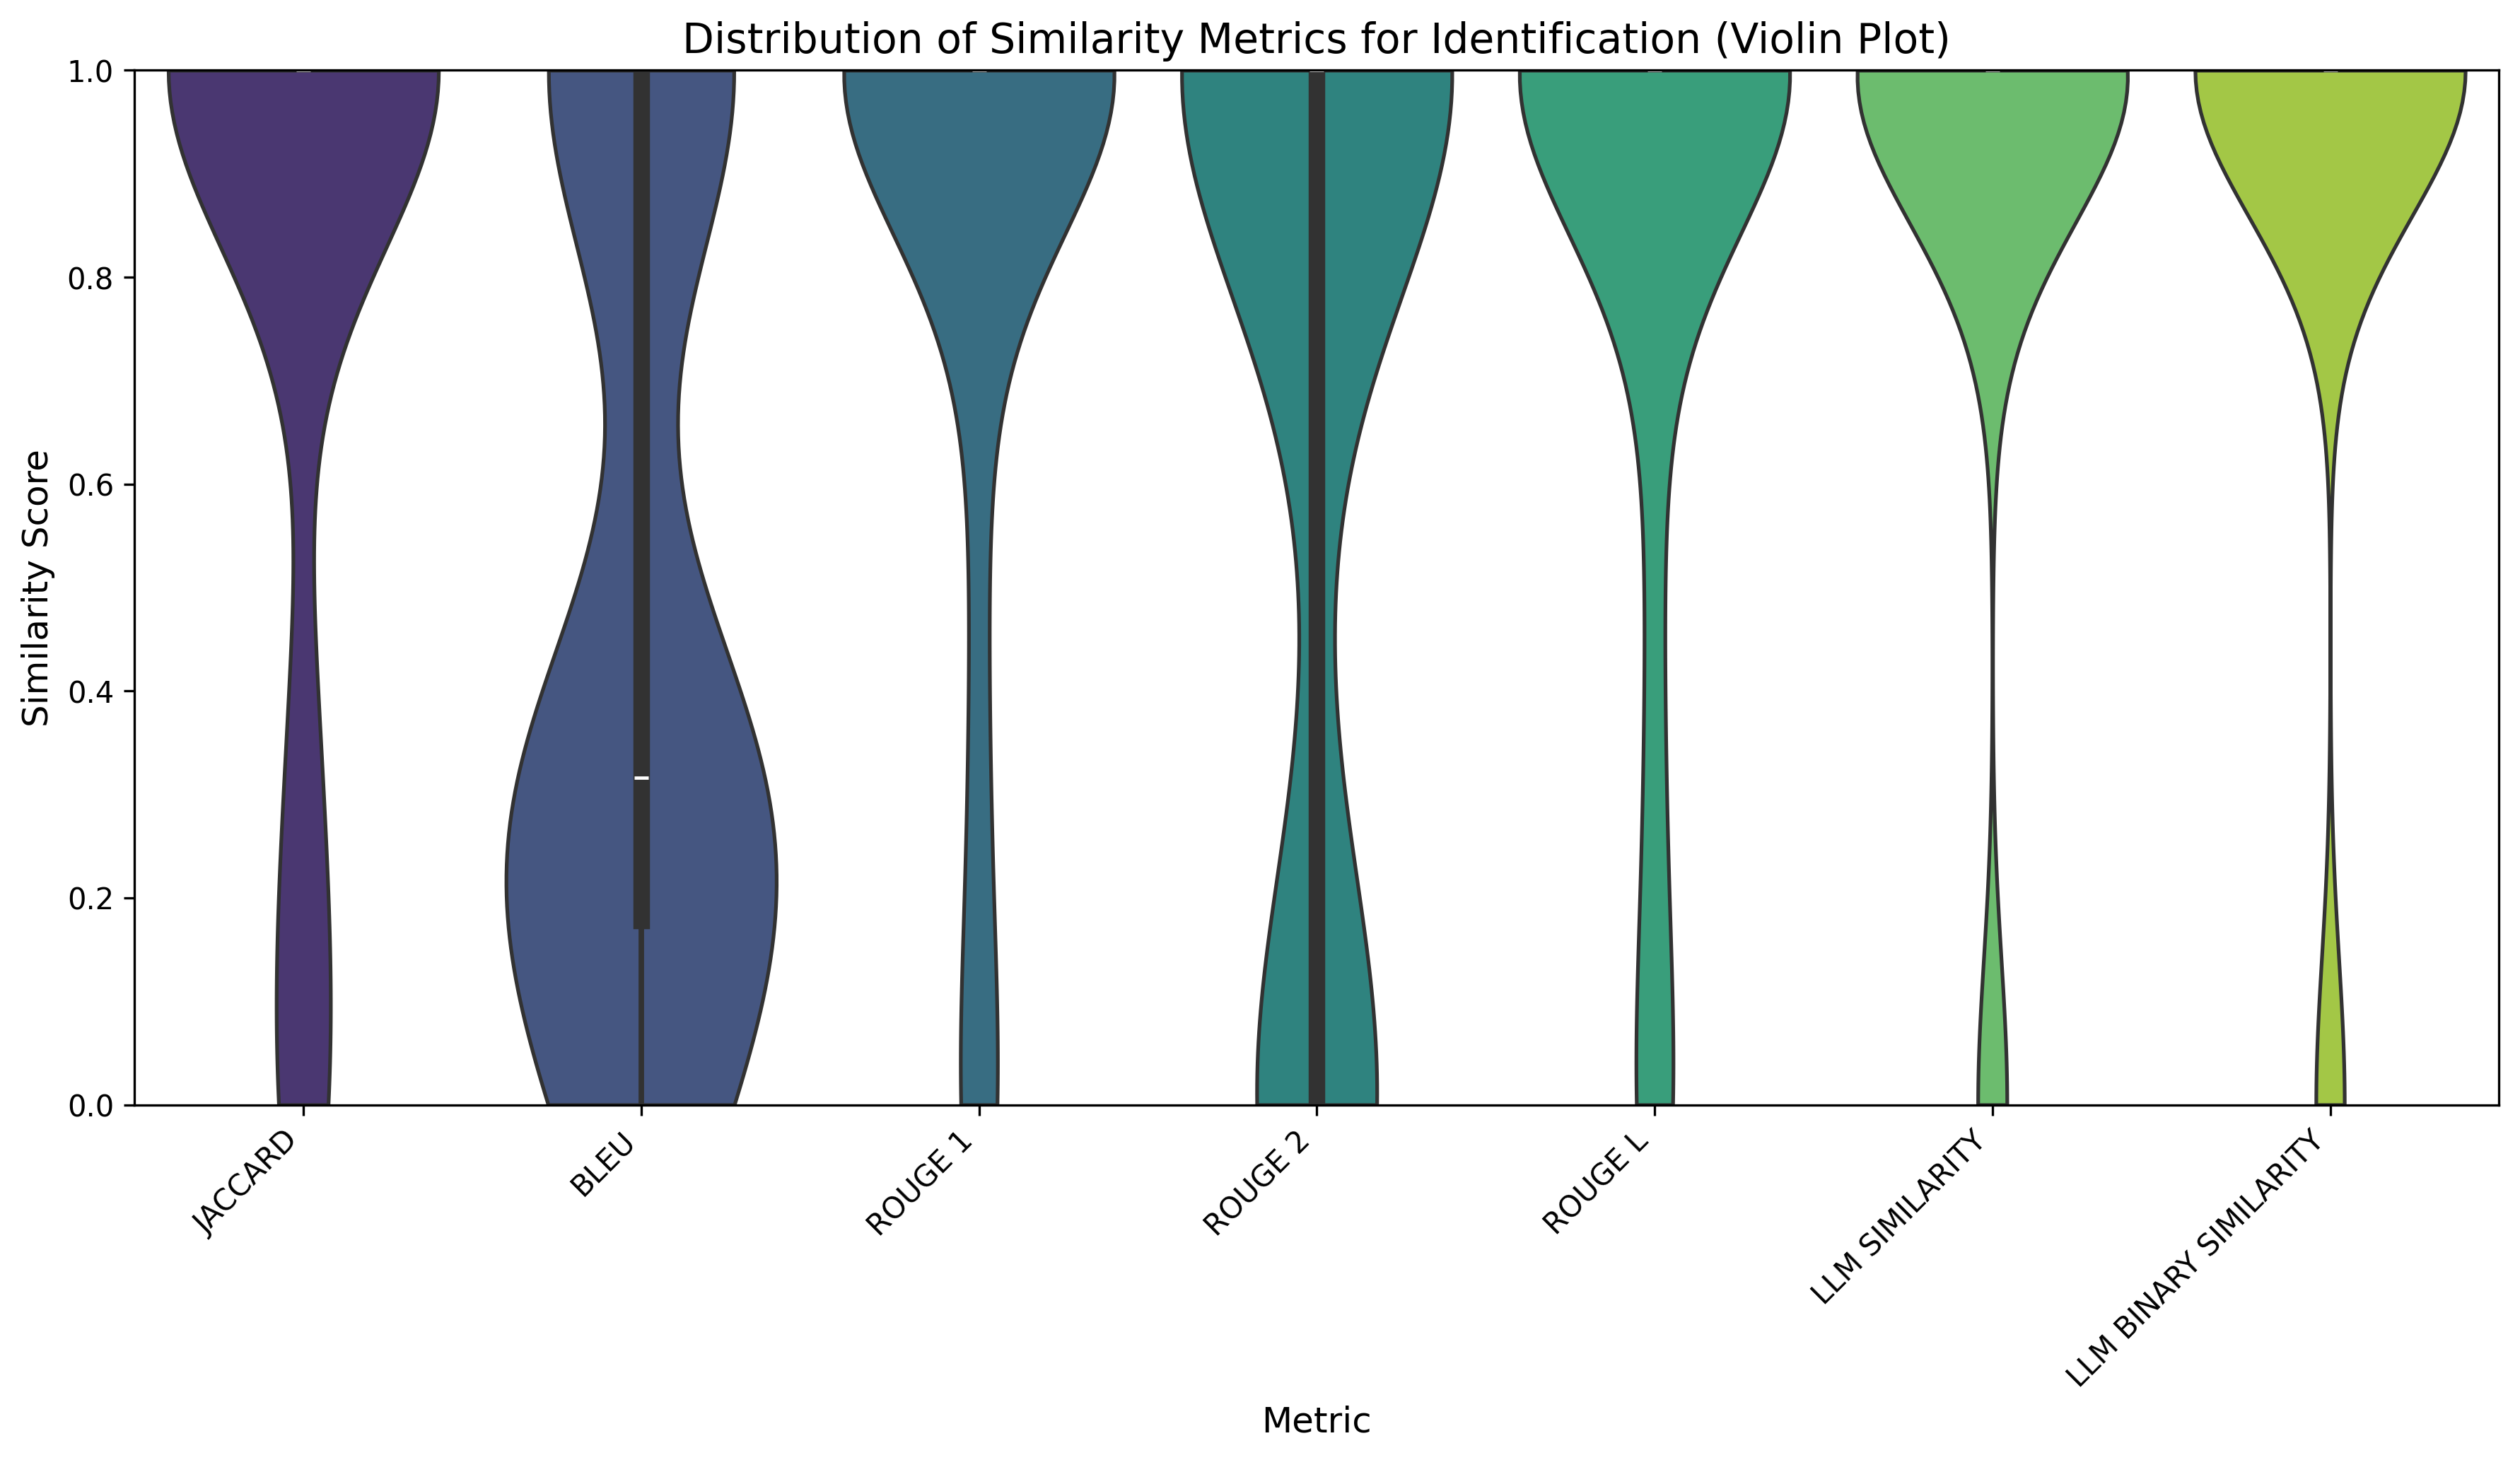 Distribution of Similarity Metrics for Identification (Violin Plot)
Similarity Score
1.0
0.8
0.6
0.4
0.2
0.0
JACCARD
BLEU
ROUGE 1
ROUGE 2
ROUGE L
LLM SIMILARITY
LLM BINARY SIMILARITY
Metric